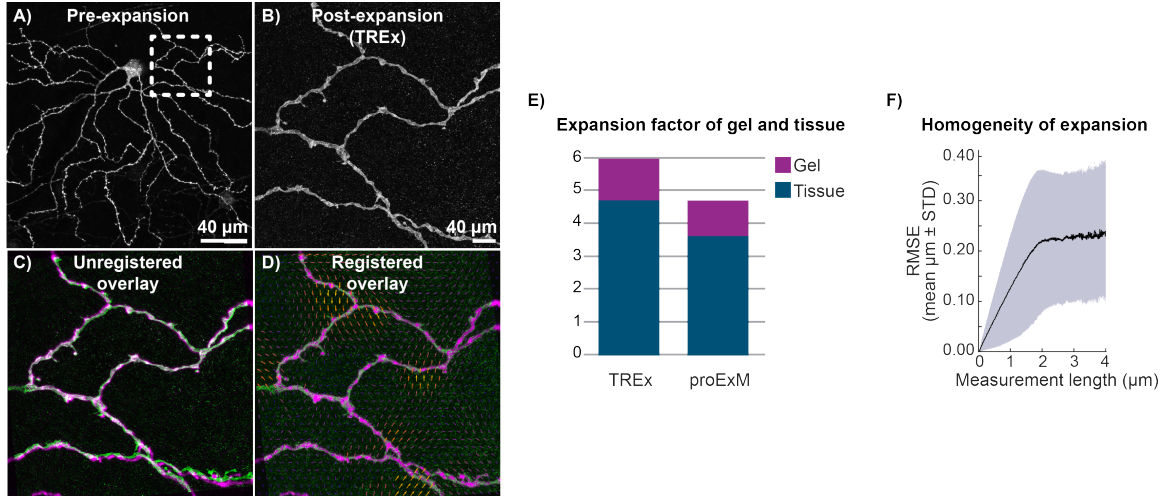 A) Pre-expansion
40 µm
B) Post-expansion
(TREx)
40 µm
C) Unregistered
overlay
D) Registered
overlay
E)
Expansion factor of gel and tissue
6
5
4
3
2
1
0
TREx proExM
Gel
Tissue
F)
Homogeneity of expansion
RMSE
(mean µm ± STD)
0.40
0.30
0.20
0.10
0.00
0 1 2 3 4
Measurement length (µm)